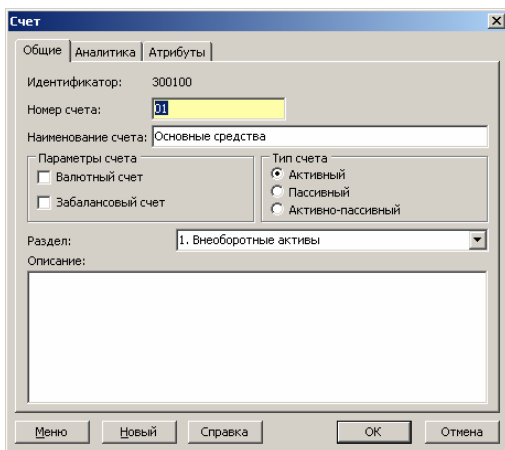 Счет
Общие Аналитика Атрибуты
Идентификатор: 300100
Номер счета: 01
Наименование счета: Основные средства
Параметры счета Тип счета
Валютный счет Активный
Пассивный
Забалансовый счет Активно-пассивный
Раздел: 1. Внеоборотные активы
Описание:
Меню Новый Справка ОК Отмена